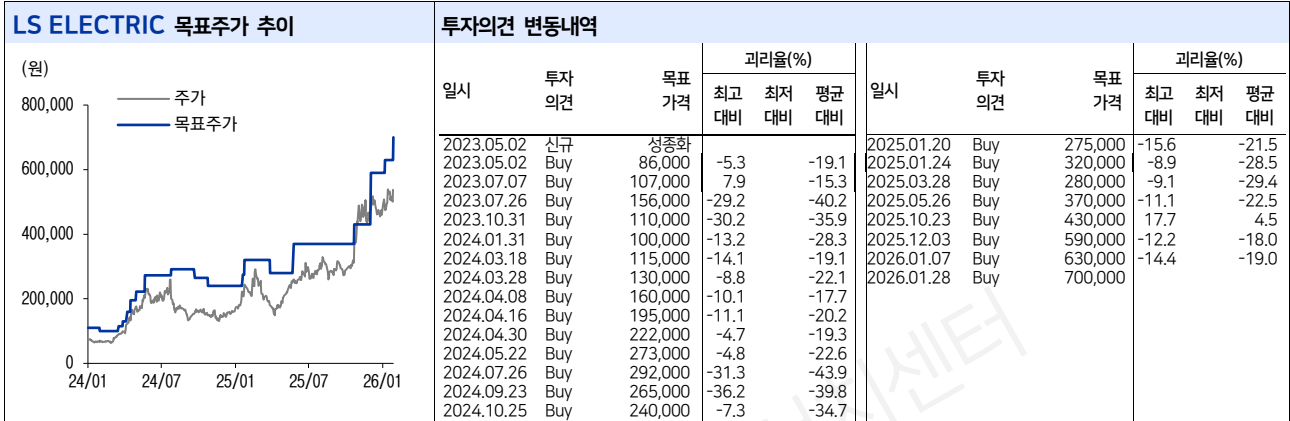 LS ELECTRIC 목표주가 추이
(원)
주가
목표주가
800,000
600,000
400,000
200,000
0
24/01 24/07 25/01 25/07 26/01
투자의견 변동내역
일시 투자의견 목표가격 괴리율(%)
최고대비 최저대비 평균대비
2023.05.02 신규 성종화
2023.05.02 Buy 86,000 -5.3 -19.1
2023.07.07 Buy 107,000 7.9 -15.3
2023.07.26 Buy 156,000 -29.2 -40.2
2023.10.31 Buy 110,000 -30.2 -35.9
2024.01.31 Buy 100,000 -13.2 -28.3
2024.03.18 Buy 115,000 -14.1 -19.1
2024.03.28 Buy 130,000 -8.8 -22.1
2024.04.08 Buy 160,000 -10.1 -17.7
2024.04.16 Buy 195,000 -11.1 -20.2
2024.04.30 Buy 222,000 -4.7 -19.3
2024.05.22 Buy 273,000 -4.8 -22.6
2024.07.26 Buy 292,000 -31.3 -43.9
2024.09.23 Buy 265,000 -36.2 -39.8
2024.10.25 Buy 240,000 -7.3 -34.7
일시 투자의견 목표가격 괴리율(%)
최고대비 최저대비 평균대비
2025.01.20 Buy 275,000 -15.6 -21.5
2025.01.24 Buy 320,000 -8.9 -28.5
2025.03.28 Buy 280,000 -9.1 -29.4
2025.05.26 Buy 370,000 -11.1 -22.5
2025.10.23 Buy 430,000 17.7 4.5
2025.12.03 Buy 590,000 -12.2 -18.0
2026.01.07 Buy 630,000 -14.4 -19.0
2026.01.28 Buy 700,000
센터